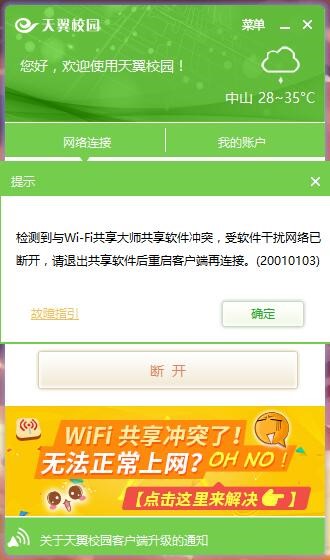 天翼校园
菜单
您好，欢迎使用天翼校园！
中山 28~35℃
网络连接 我的账户
提示
检测到与Wi-Fi共享大师共享软件冲突，受软件干扰网络已
断开，请退出共享软件后重启客户端再连接。(20010103)
故障指引 确定
断 开
WiFi 共享冲突了！
无法正常上网？OH NO！
【点击这里来解决】
关于天翼校园客户端升级的通知